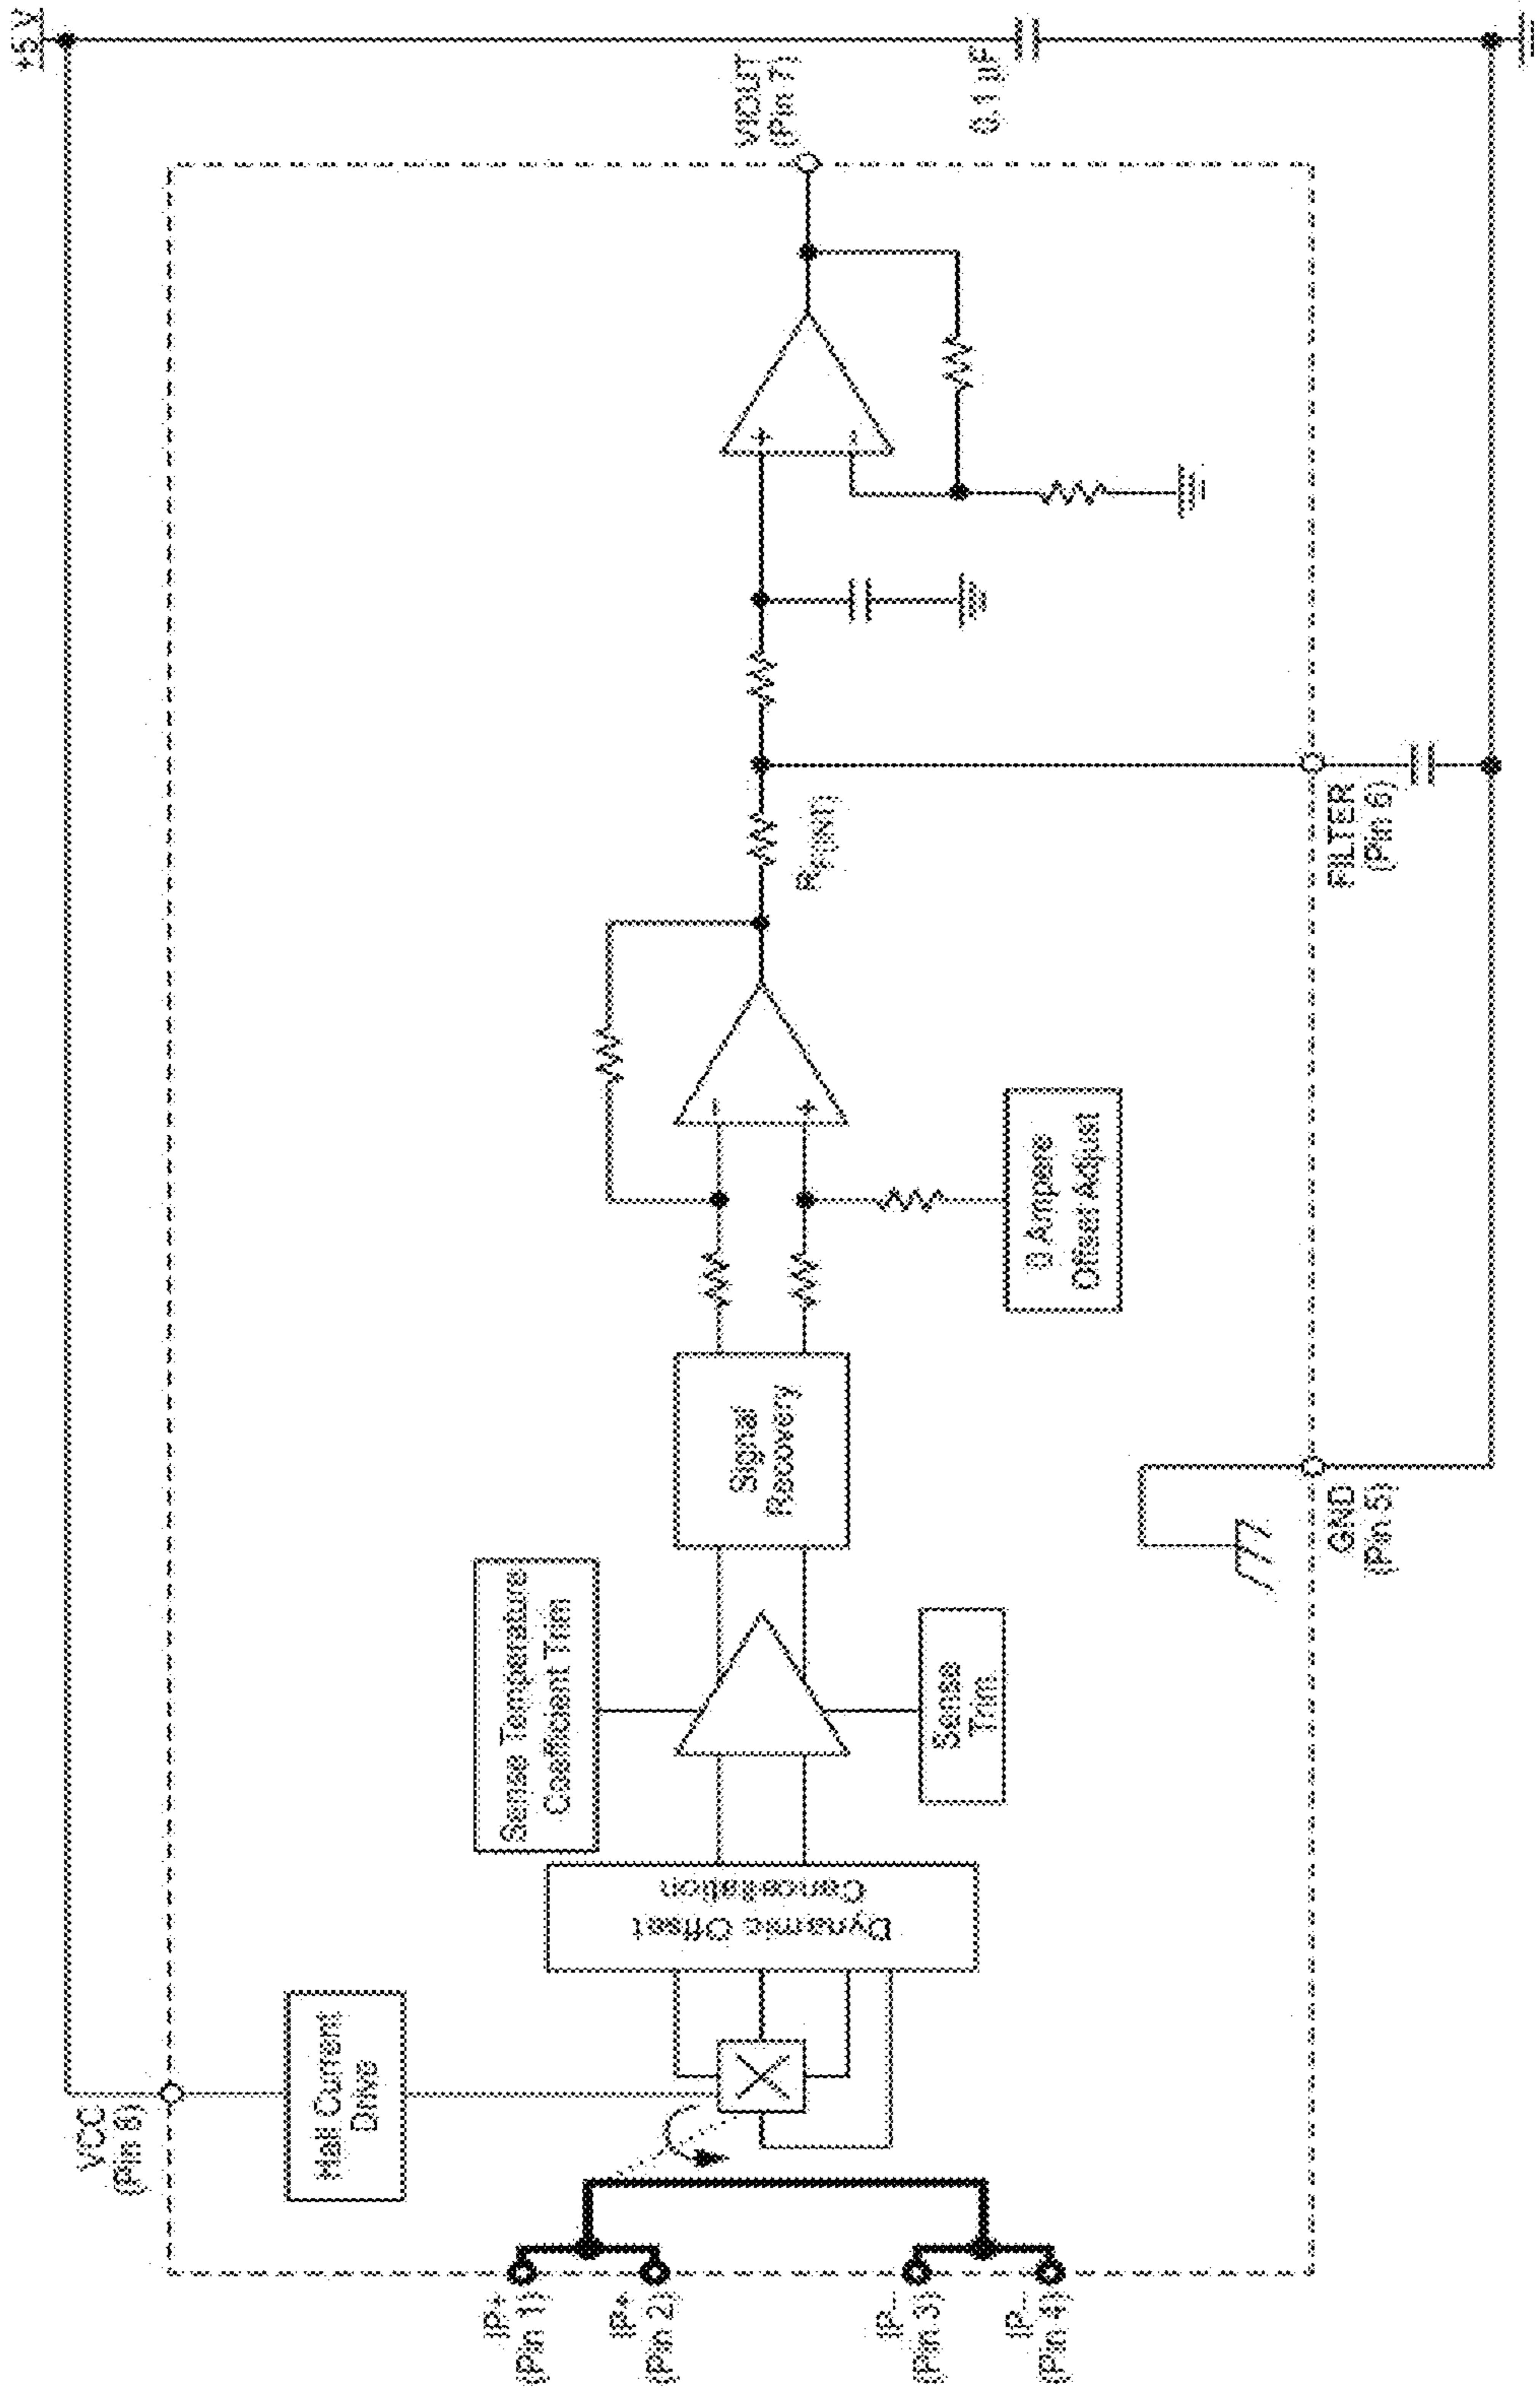 +5 V
VCC
(Pin 8)
Hall Current
Drive
IP+
(Pin 1)
IP+
(Pin 2)
IP−
(Pin 3)
IP−
(Pin 4)
Dynamic Offset
Cancellation
Sense Temperature
Coefficient Trim
Sense
Trim
Signal
Recovery
0 Ampere
Offset Adjust
−
+
RF(INT)
+
−
VIOUT
(Pin 7)
0.1 µF
GND
(Pin 5)
FILTER
(Pin 6)